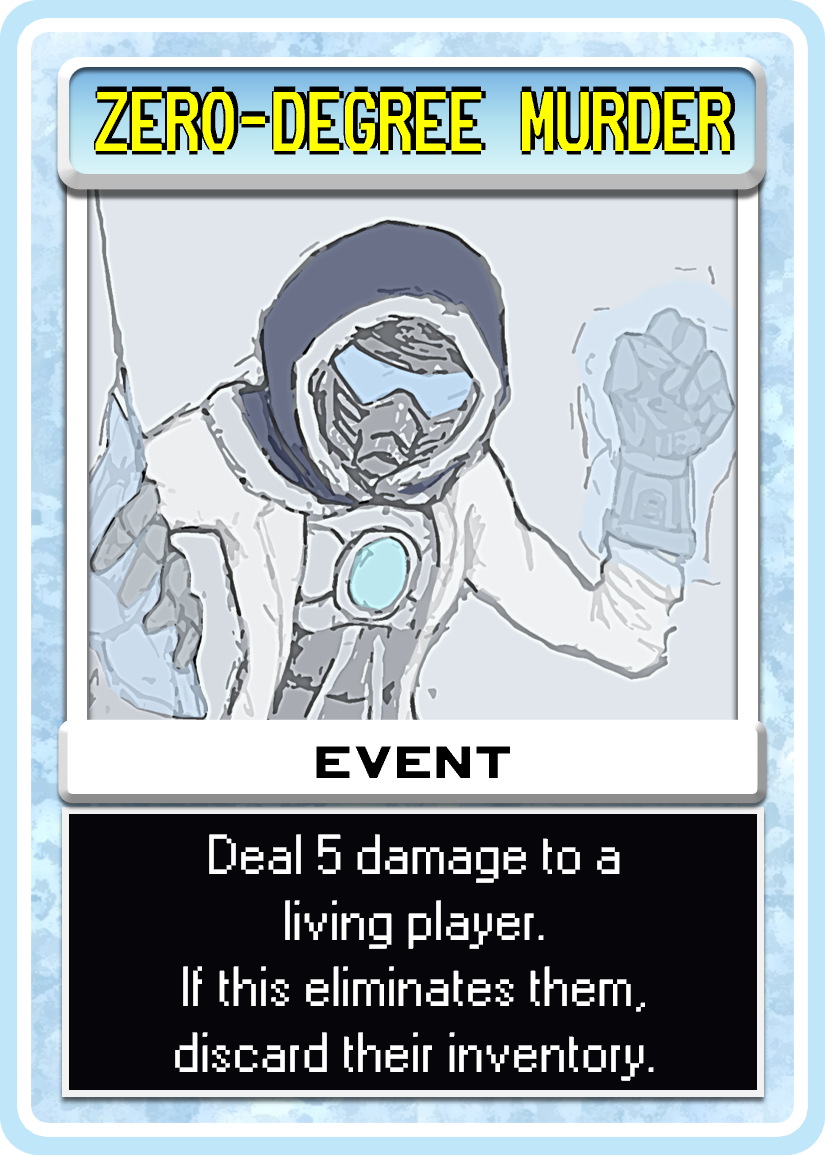 ZERO-DEGREE MURDER
EVENT
Deal 5 damage to a
living player.
If this eliminates them,
discard their inventory.